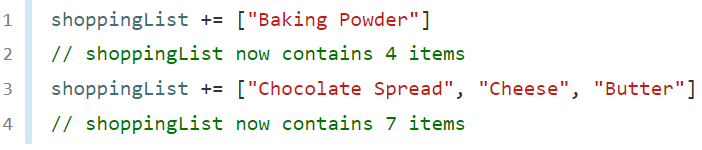 1 shoppingList += ["Baking Powder"]
2 // shoppingList now contains 4 items
3 shoppingList += ["Chocolate Spread", "Cheese", "Butter"]
4 // shoppingList now contains 7 items